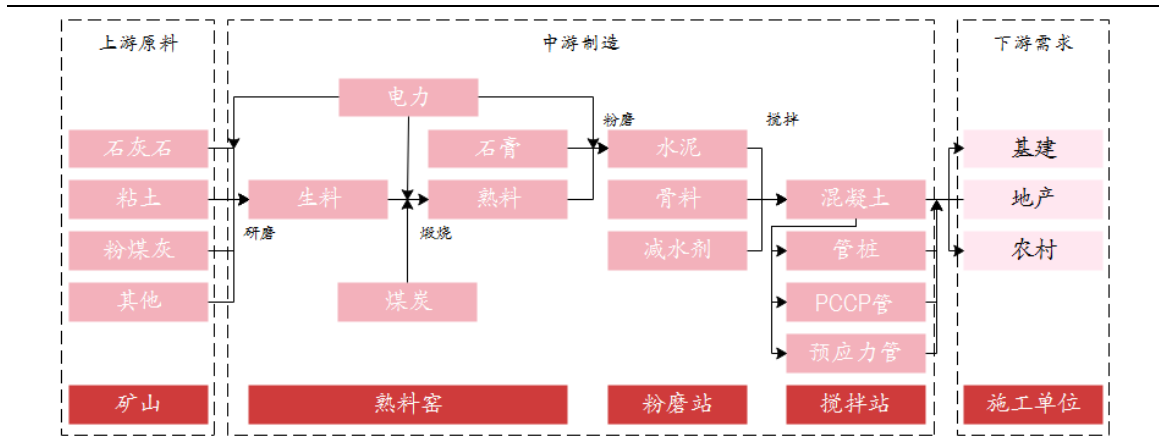 上游原料
中游制造
下游需求
电力
粉磨
搅拌
石灰石
石膏
水泥
基建
粘土
生料
熟料
骨料
混凝土
地产
研磨
煅烧
粉煤灰
减水剂
管桩
农村
其他
煤炭
PCCP管
预应力管
矿山
熟料窑
粉磨站
搅拌站
施工单位